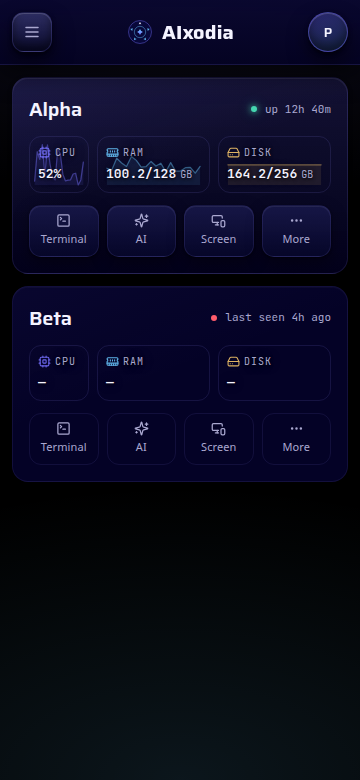 AIxodia
P
Alpha
up 12h 40m
CPU
52%
RAM
100.2/128 GB
DISK
164.2/256 GB
Terminal
AI
Screen
More
Beta
last seen 4h ago
CPU
—
RAM
—
DISK
—
Terminal
AI
Screen
More